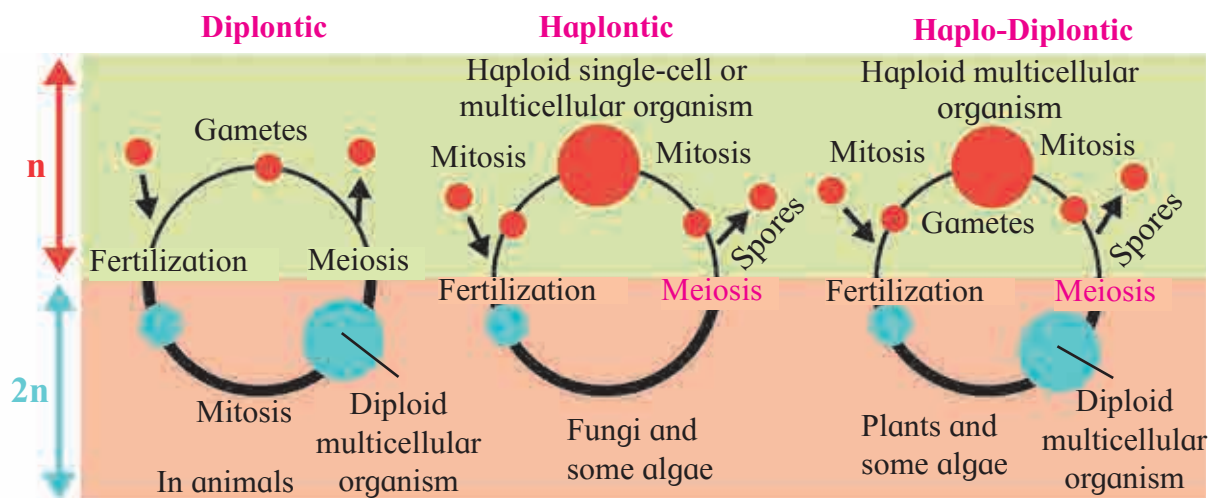 Diplontic
Haplontic
Haplo-Diplontic
n
2n
Gametes
Fertilization
Meiosis
Mitosis
Diploid
multicellular
organism
In animals
Haploid single-cell or
multicellular organism
Mitosis
Mitosis
Spores
Fertilization
Meiosis
Fungi and
some algae
Haploid multicellular
organism
Mitosis
Mitosis
Gametes
Spores
Fertilization
Meiosis
Plants and
some algae
Diploid
multicellular
organism